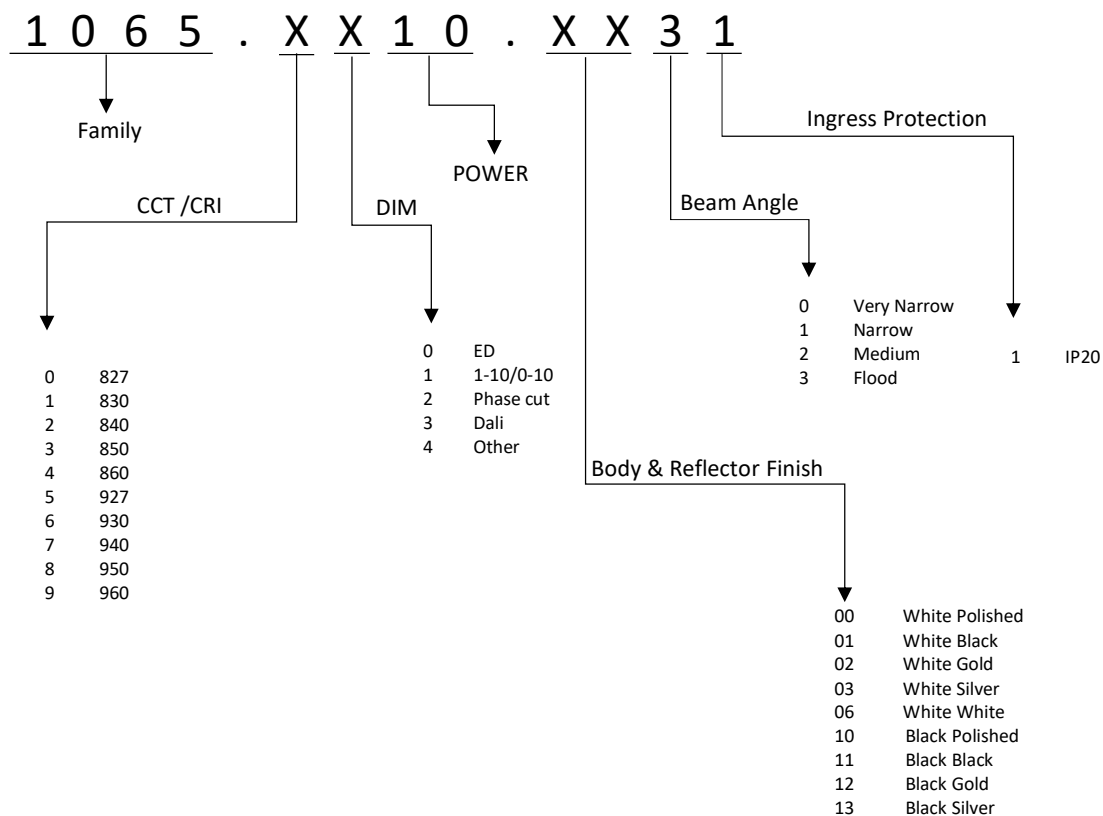 1 0 6 5 . X X 1 0 . X X 3 1
Family
POWER
Ingress Protection
CCT /CRI
DIM
Beam Angle
0 827
1 830
2 840
3 850
4 860
5 927
6 930
7 940
8 950
9 960
0 ED
1 1-10/0-10
2 Phase cut
3 Dali
4 Other
0 Very Narrow
1 Narrow
2 Medium
3 Flood
1 IP20
Body & Reflector Finish
00 White Polished
01 White Black
02 White Gold
03 White Silver
06 White White
10 Black Polished
11 Black Black
12 Black Gold
13 Black Silver